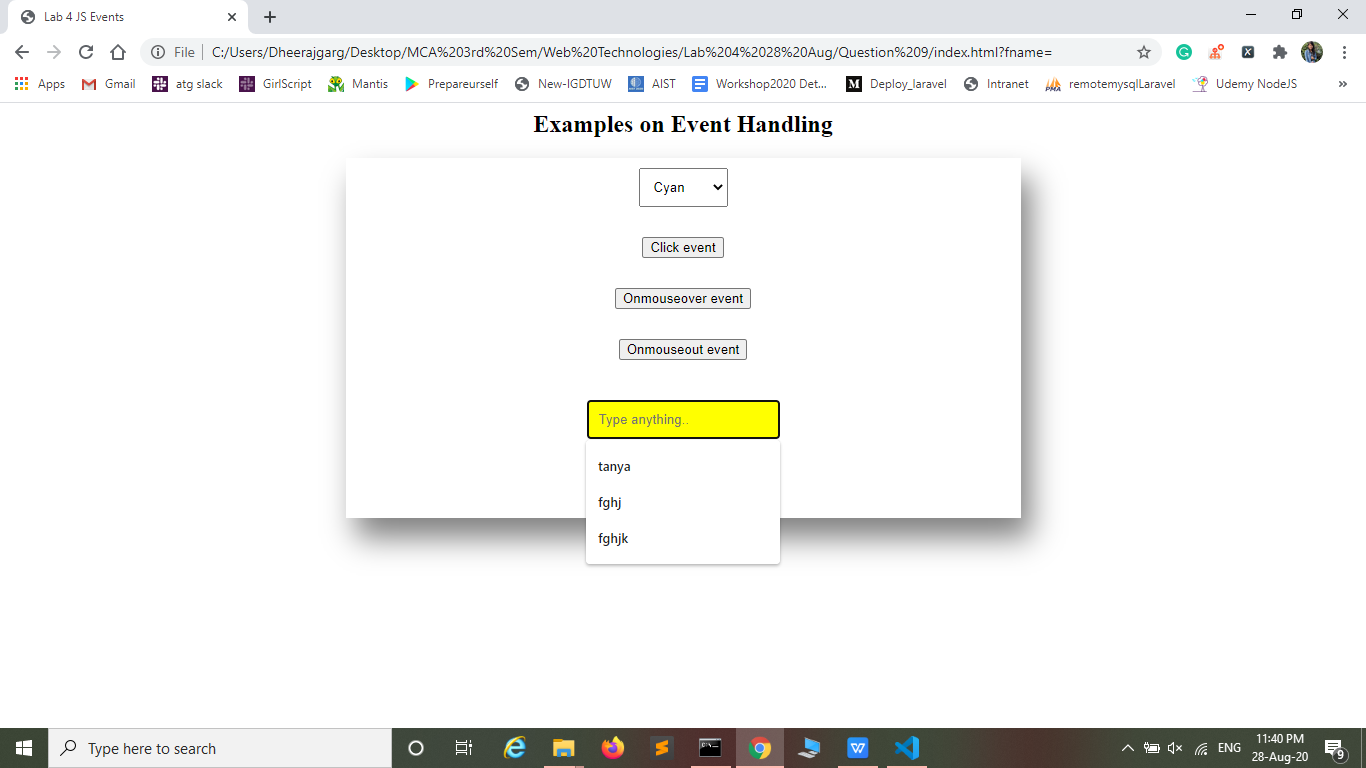 Lab 4 JS Events
File C:/Users/Dheerajgarg/Desktop/MCA%203rd%20Sem/Web%20Technologies/Lab%204%2028%20Aug/Question%209/index.html?fname=
Apps Gmail atg slack GirlScript Mantis Prepareurself New-IGDTUW AIST Workshop2020 Det... M Deploy_laravel Intranet PMA remotemysqlLaravel Udemy NodeJS »
Examples on Event Handling
Cyan
Click event
Onmouseover event
Onmouseout event
Type anything..
tanya
fghj
fghjk
Type here to search
ENG
11:40 PM
28-Aug-20
9